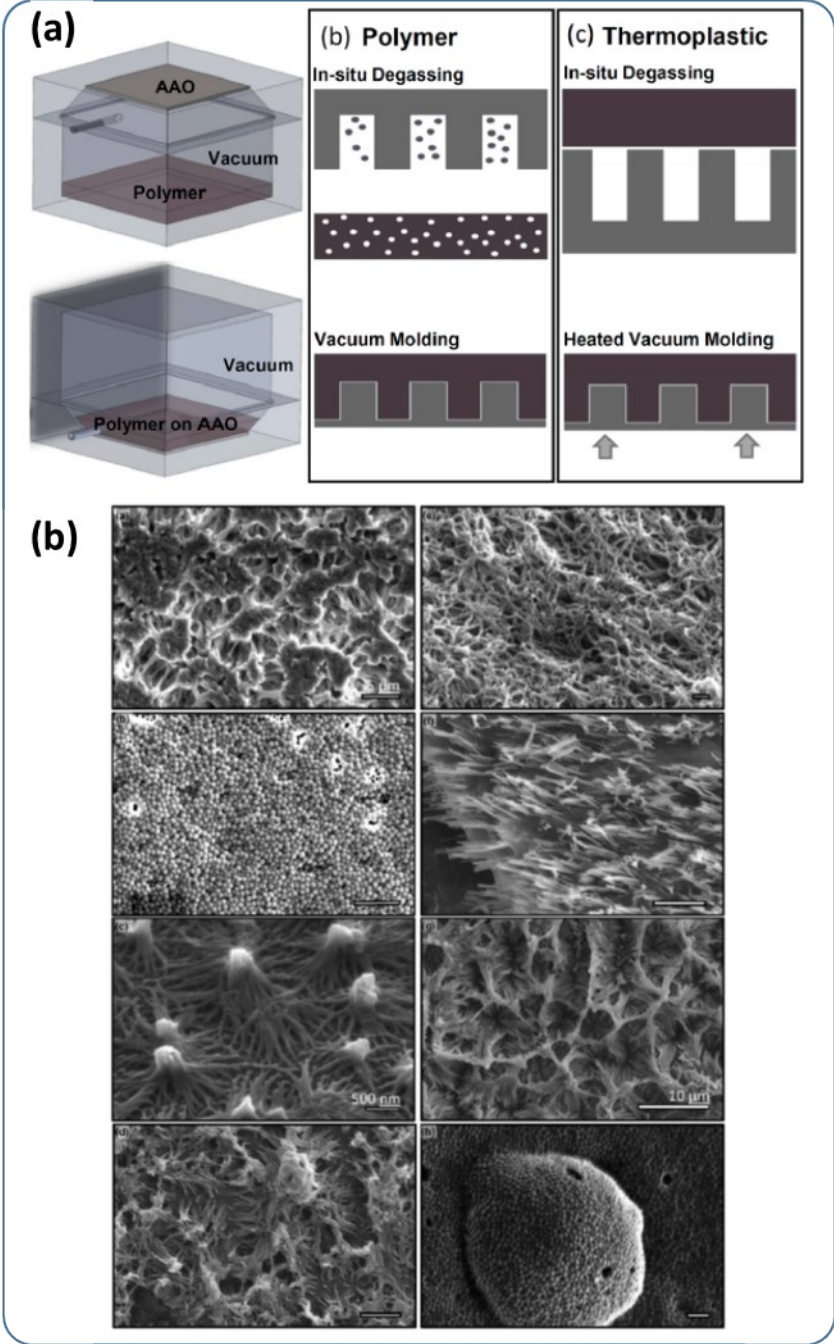 (a)
AAO
Vacuum
Polymer
Vacuum
Polymer on AAO
(b) Polymer
In-situ Degassing
Vacuum Molding
(c) Thermoplastic
In-situ Degassing
Heated Vacuum Molding
(b)
(a)
μm
(e)
(b)
(f)
(c)
500 nm
(g)
10 μm
(d)
(h)